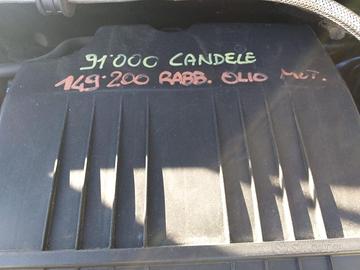 91.000 CANDELE
149.200 RABB. OLIO MOT.